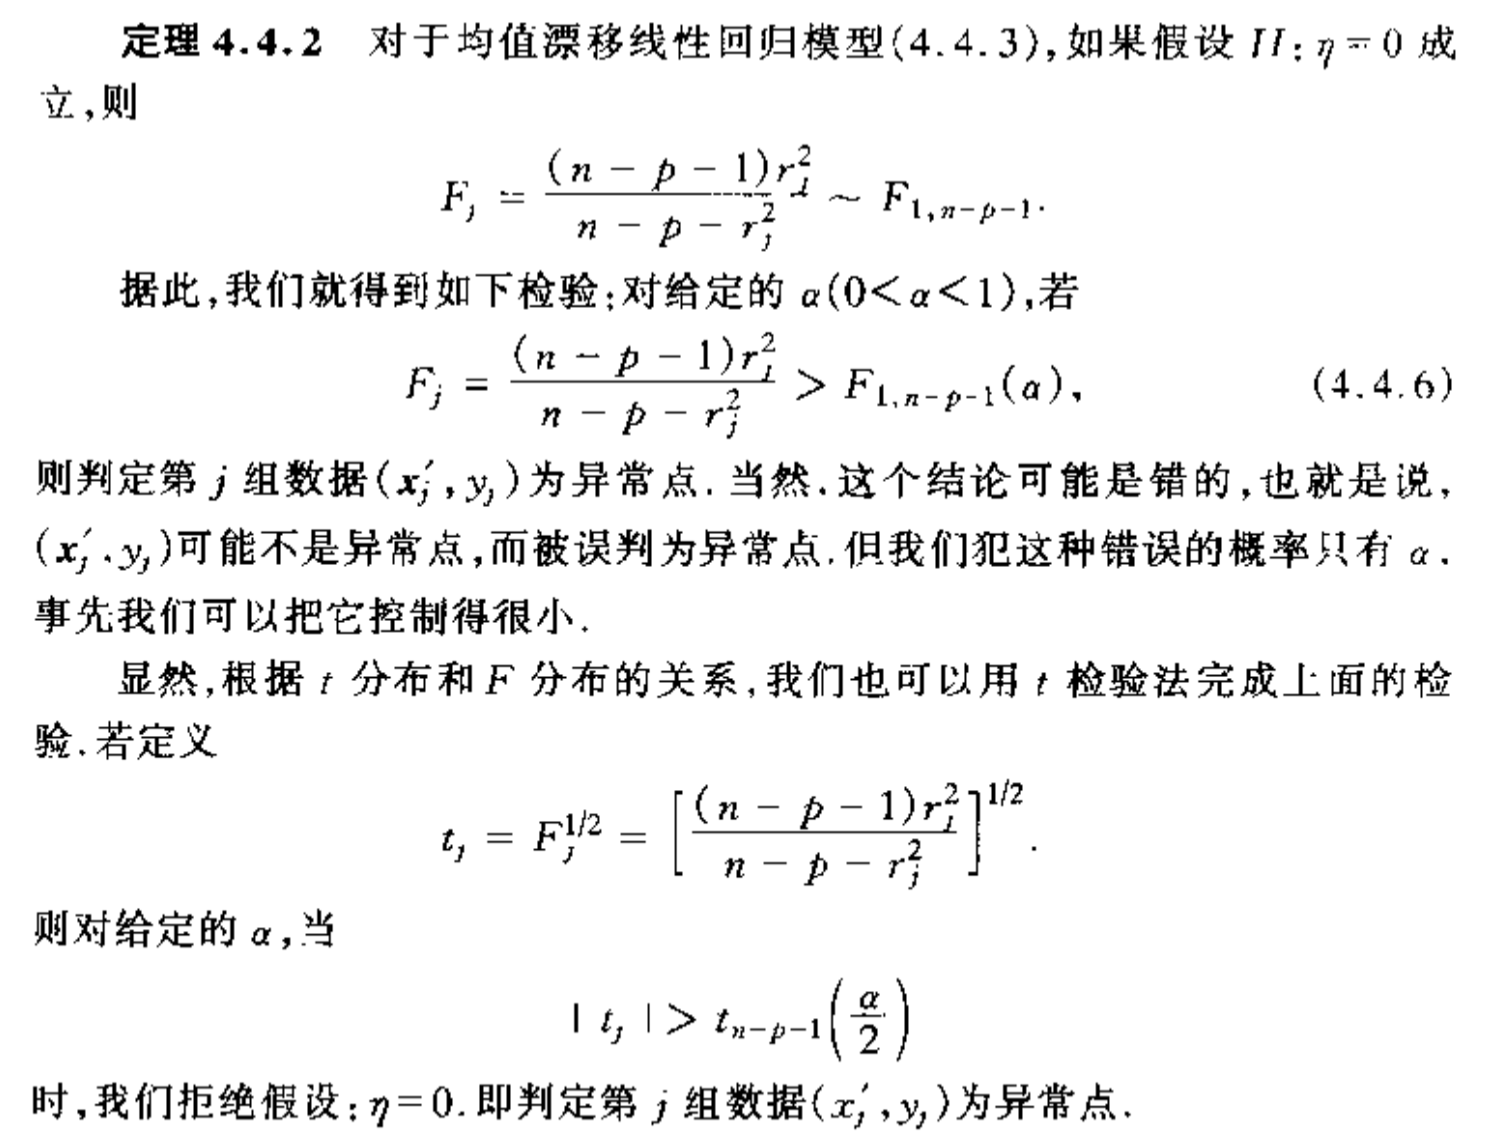 定理 4.4.2 对于均值漂移线性回归模型(4.4.3),如果假设 H: η = 0 成
立,则
F_j = \frac{(n - p - 1)r_j^2}{n - p - r_j^2} ~ F_{1,n-p-1}.
据此,我们就得到如下检验:对给定的 α(0<α<1),若
F_j = \frac{(n - p - 1)r_j^2}{n - p - r_j^2} > F_{1,n-p-1}(α), (4.4.6)
则判定第 j 组数据(x_j′, y_j)为异常点.当然.这个结论可能是错的,也就是说,
(x_j′, y_j)可能不是异常点,而被误判为异常点.但我们犯这种错误的概率只有 α.
事先我们可以把它控制得很小.
显然,根据 t 分布和 F 分布的关系,我们也可以用 t 检验法完成上面的检
验.若定义
t_j = F_j^{1/2} = \left[\frac{(n - p - 1)r_j^2}{n - p - r_j^2}\right]^{1/2}.
则对给定的 α,当
| t_j | > t_{n-p-1}\left(\frac{α}{2}\right)
时,我们拒绝假设:η=0.即判定第 j 组数据(x_j′, y_j)为异常点.